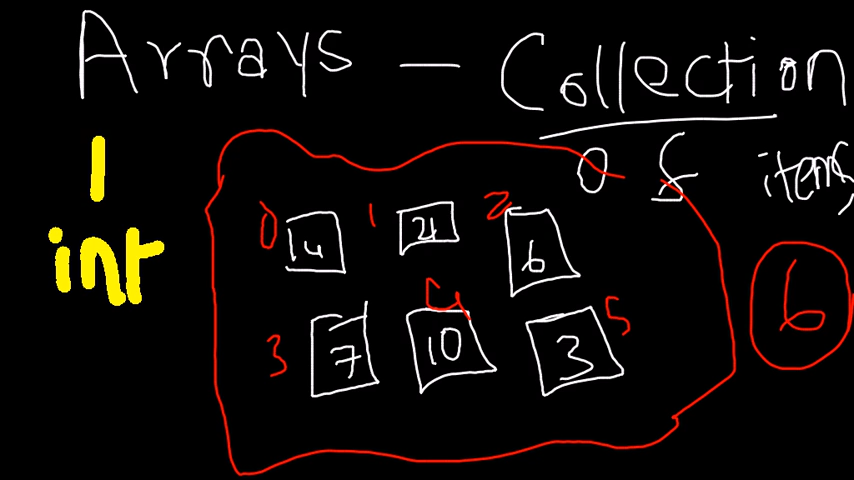 Arrays - Collection
of items
1
int
0 14 1 21 2 6
3 7 4 10 5 3
6